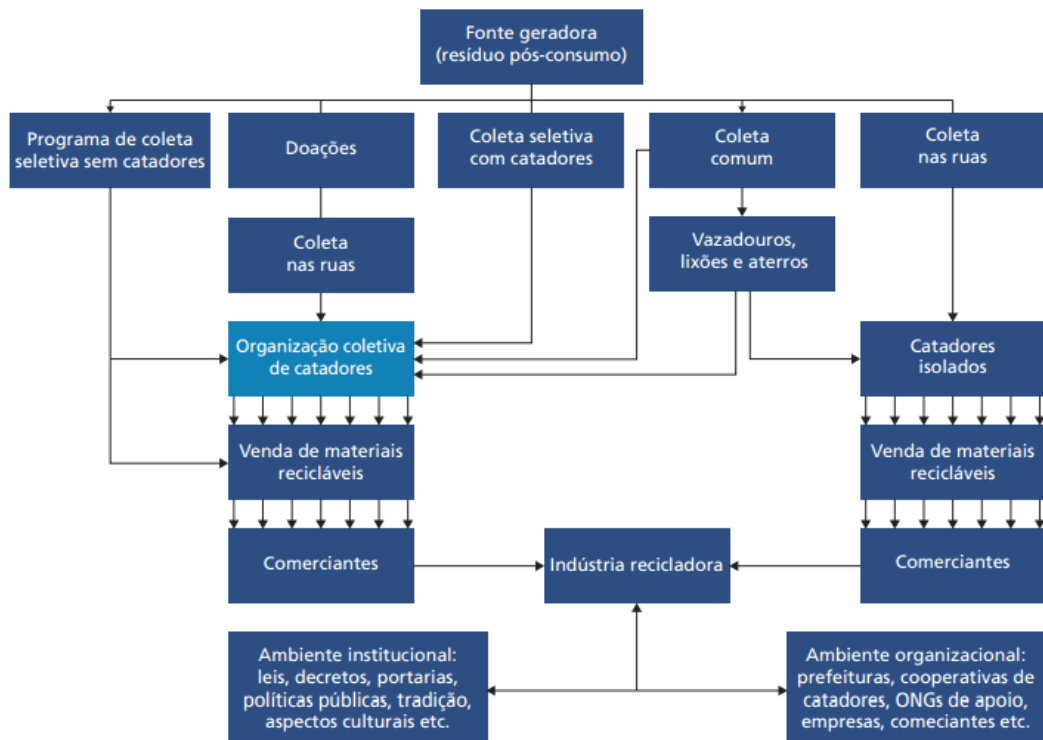 Fonte geradora
(resíduo pós-consumo)
Programa de coleta
seletiva sem catadores
Doações
Coleta seletiva
com catadores
Coleta
comum
Coleta
nas ruas
Coleta
nas ruas
Vazadouros,
lixões e aterros
Organização coletiva
de catadores
Catadores
isolados
Venda de materiais
recicláveis
Venda de materiais
recicláveis
Comerciantes
Indústria recicladora
Comerciantes
Ambiente institucional:
leis, decretos, portarias,
políticas públicas, tradição,
aspectos culturais etc.
Ambiente organizacional:
prefeituras, cooperativas de
catadores, ONGs de apoio,
empresas, comeciantes etc.